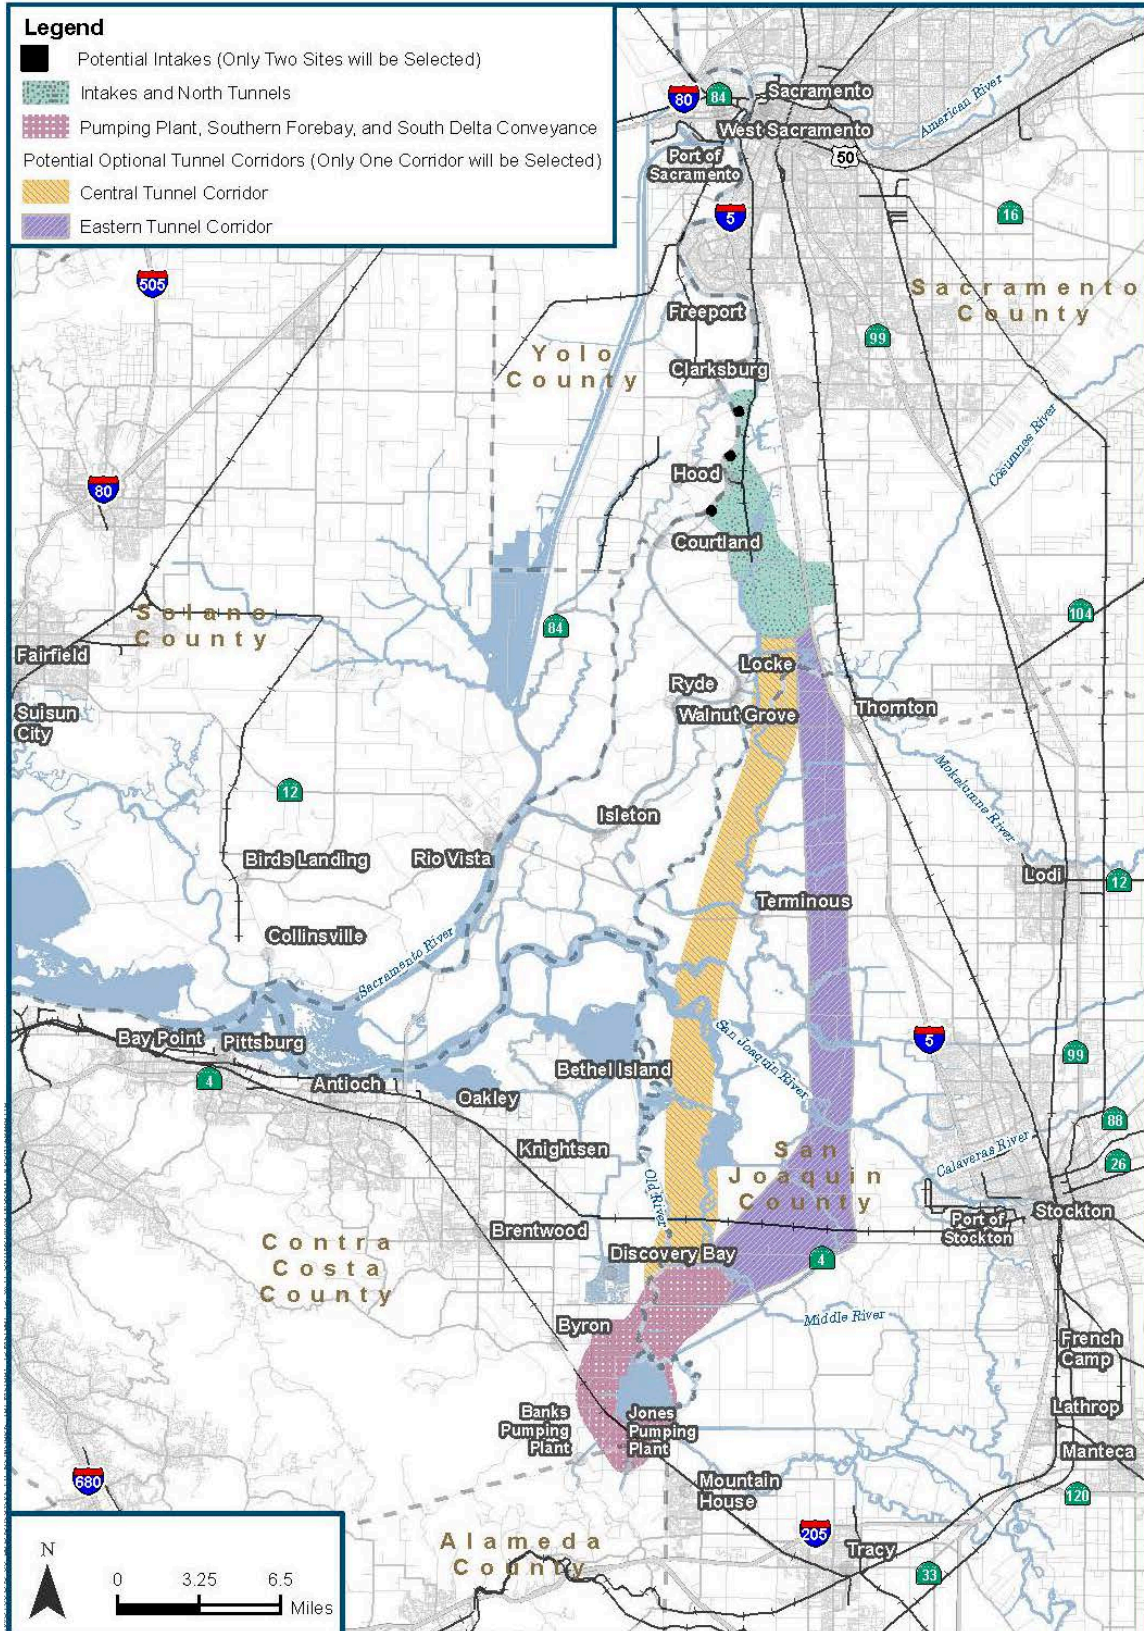 Legend
Potential Intakes (Only Two Sites will be Selected)
Intakes and North Tunnels
Pumping Plant, Southern Forebay, and South Delta Conveyance
Potential Optional Tunnel Corridors (Only One Corridor will be Selected)
Central Tunnel Corridor
Eastern Tunnel Corridor
80
84
Sacramento
American River
West Sacramento
50
Port of
Sacramento
5
16
505
Sacramento
County
Freeport
99
Yolo
County
Clarksburg
Cosumnes River
Hood
80
Courtland
Solano
County
84
104
Fairfield
Locke
Ryde
Suisun
City
Walnut Grove
Thornton
12
Mokelumne River
Isleton
Birds Landing
Rio Vista
Lodi
12
Terminous
Collinsville
Sacramento River
San Joaquin River
5
Bay Point
Pittsburg
99
4
Antioch
Bethel Island
Oakley
88
Knightsen
Calaveras River
San
Joaquin
County
26
Old River
Stockton
Port of
Stockton
Brentwood
Contra
Costa
County
Discovery Bay
4
Byron
Middle River
French
Camp
Lathrop
Banks
Pumping
Plant
Jones
Pumping
Plant
Manteca
680
Mountain
House
120
205
Alameda
County
Tracy
33
N
0 3.25 6.5
Miles